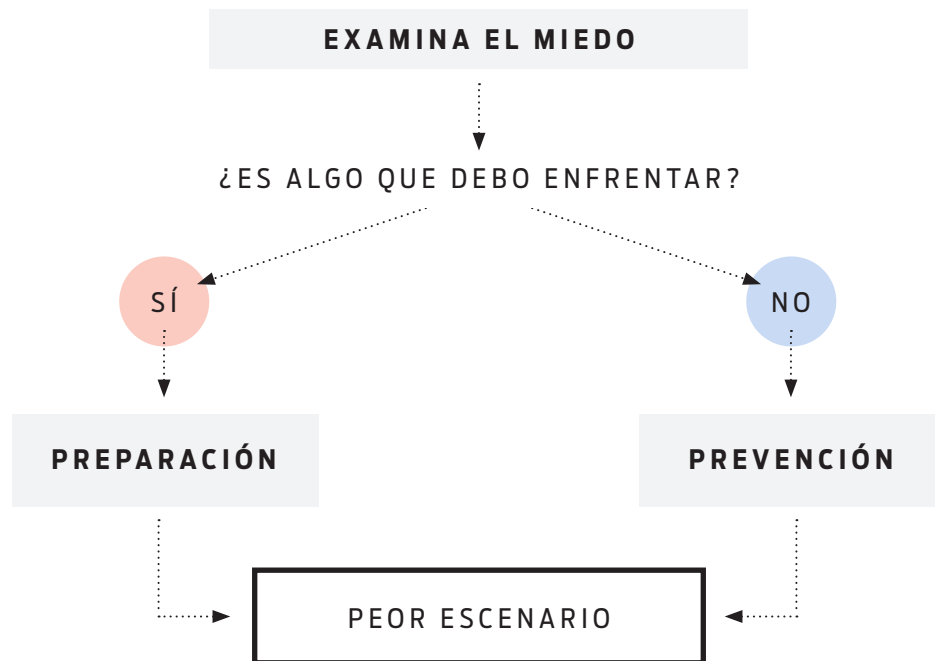 EXAMINA EL MIEDO
¿ES ALGO QUE DEBO ENFRENTAR?
SÍ
NO
PREPARACIÓN
PREVENCIÓN
PEOR ESCENARIO